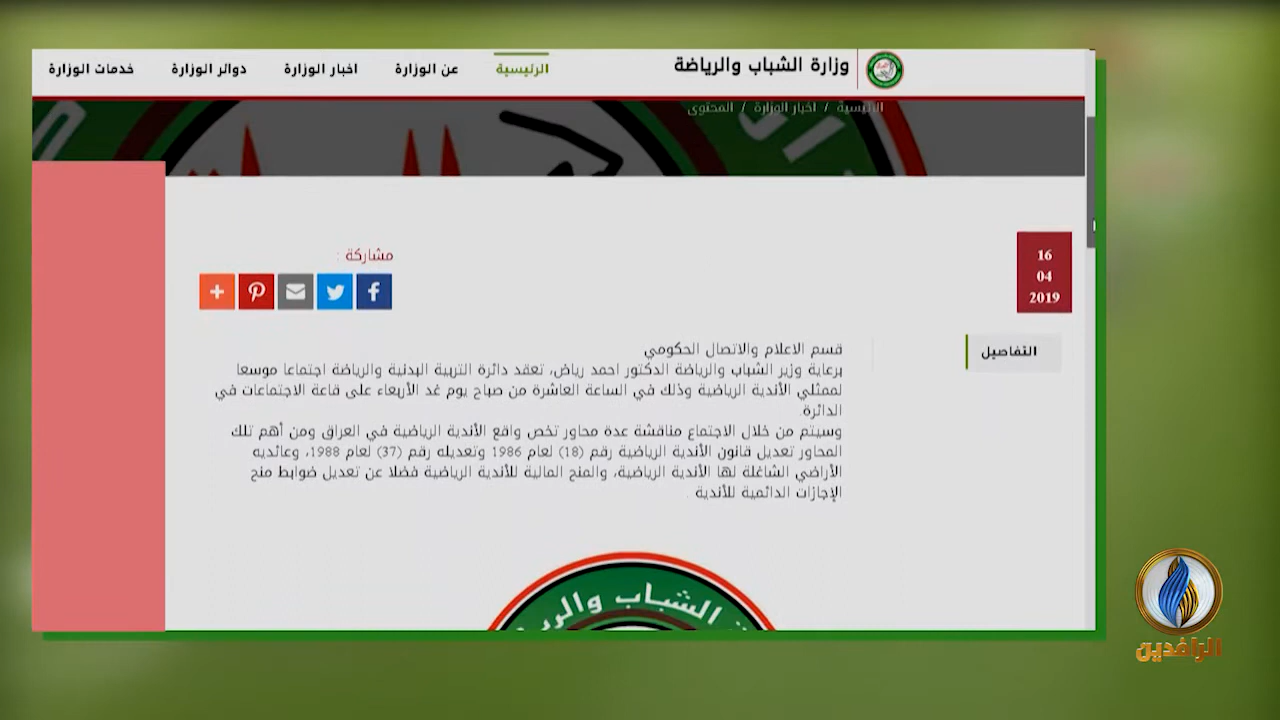 وزارة الشباب والرياضة
الرئيسية
عن الوزارة
اخبار الوزارة
دوائر الوزارة
خدمات الوزارة
الرئيسية / اخبار الوزارة / المحتوى
16
04
2019
مشاركة :
التفاصيل
قسم الاعلام والاتصال الحكومي
برعاية وزير الشباب والرياضة الدكتور احمد رياض، تعقد دائرة التربية البدنية والرياضة اجتماعا موسعا
لممثلي الأندية الرياضية وذلك في الساعة العاشرة من صباح يوم غد الأربعاء على قاعة الاجتماعات في
الدائرة.
وسيتم من خلال الاجتماع مناقشة عدة محاور تخص واقع الأندية الرياضية في العراق ومن أهم تلك
المحاور تعديل قانون الأندية الرياضية رقم (18) لعام 1986 وتعديله رقم (37) لعام 1988، وعائديه
الأراضي الشاغلة لها الأندية الرياضية، والمنح المالية للأندية الرياضية فضلا عن تعديل ضوابط منح
الإجازات الدائمية للأندية .
الشباب
الرافدين